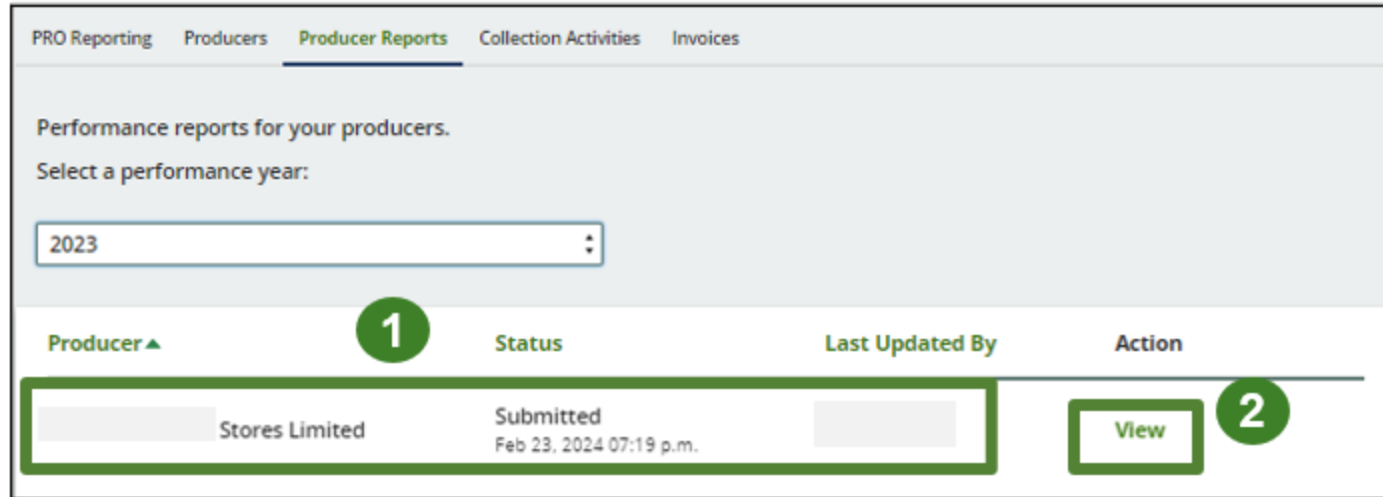 PRO Reporting Producers Producer Reports Collection Activities Invoices
Performance reports for your producers.
Select a performance year:
2023
1
Producer Status Last Updated By Action
Stores Limited Submitted View
Feb 23, 2024 07:19 p.m.
2